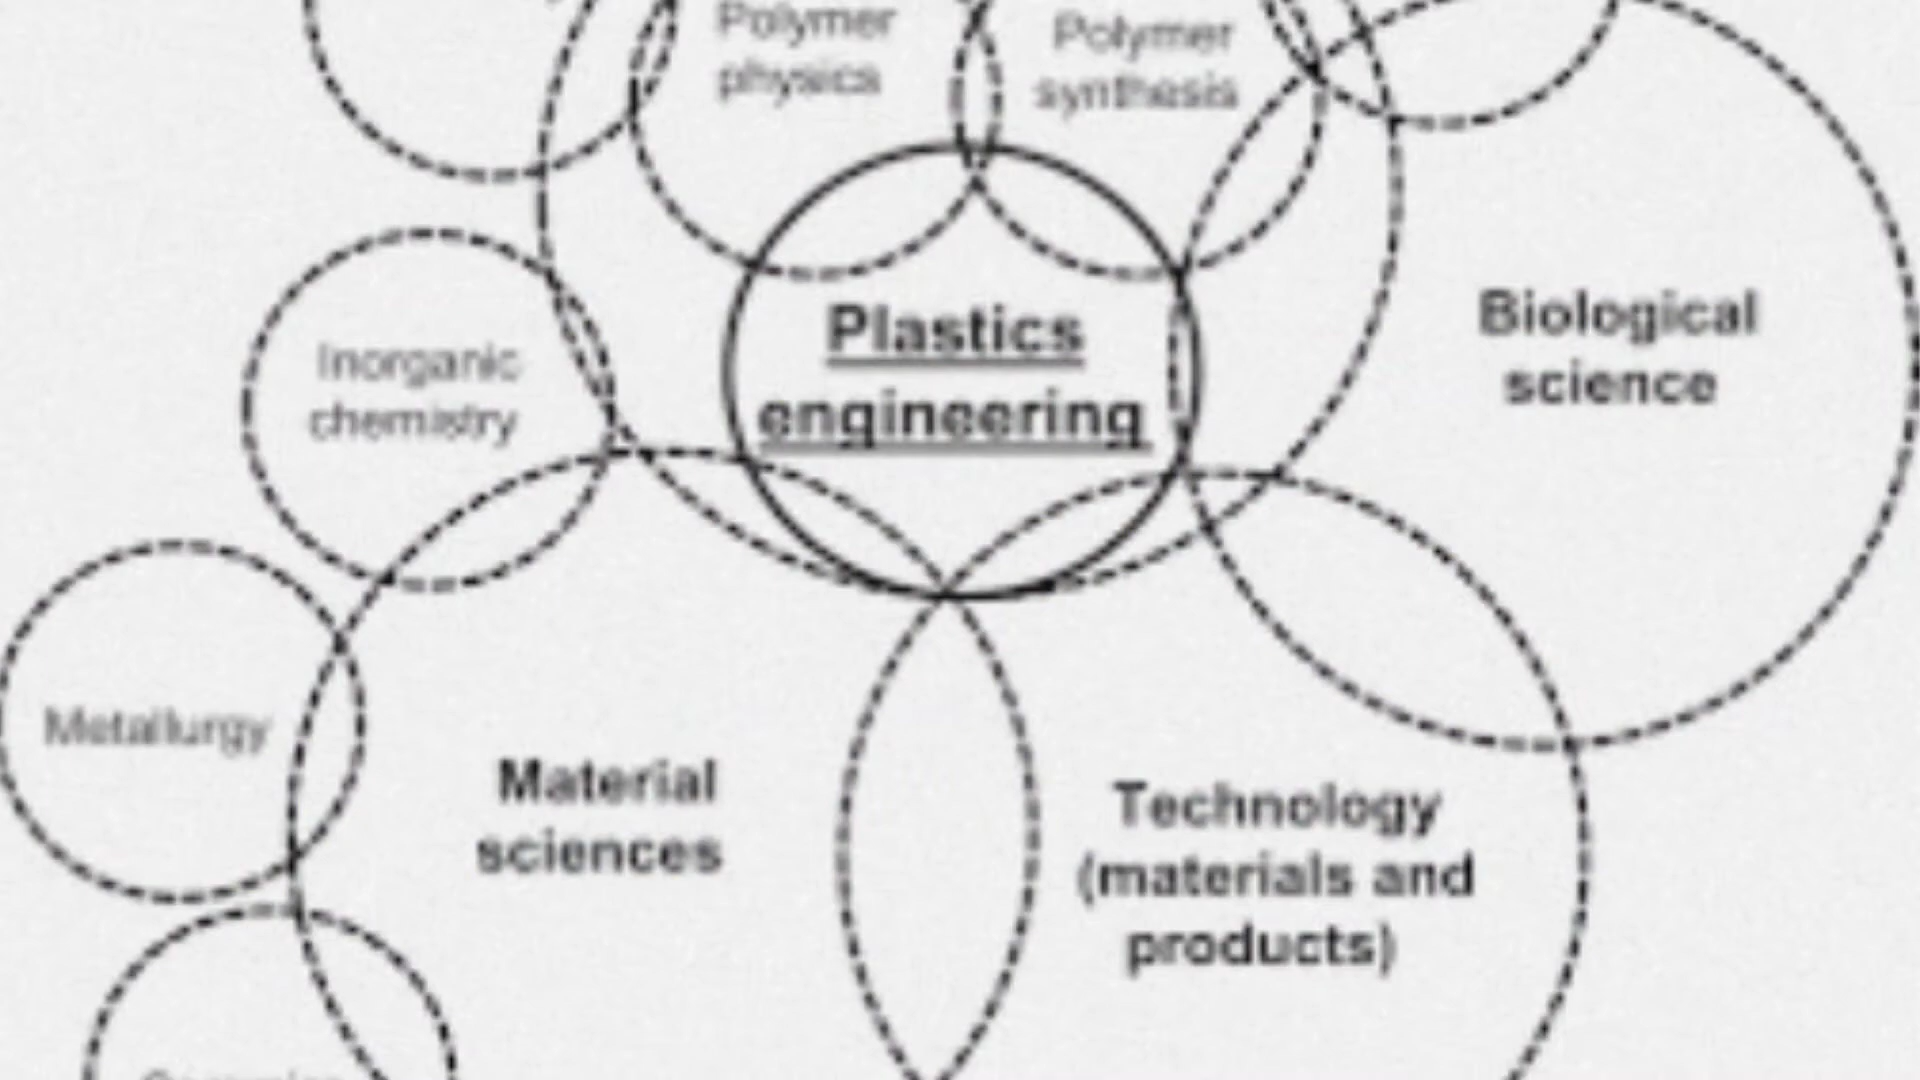 Polymer
physics
Polymer
synthesis
Plastics
engineering
Biological
science
Inorganic
chemistry
Metallurgy
Material
sciences
Technology
(materials and
products)